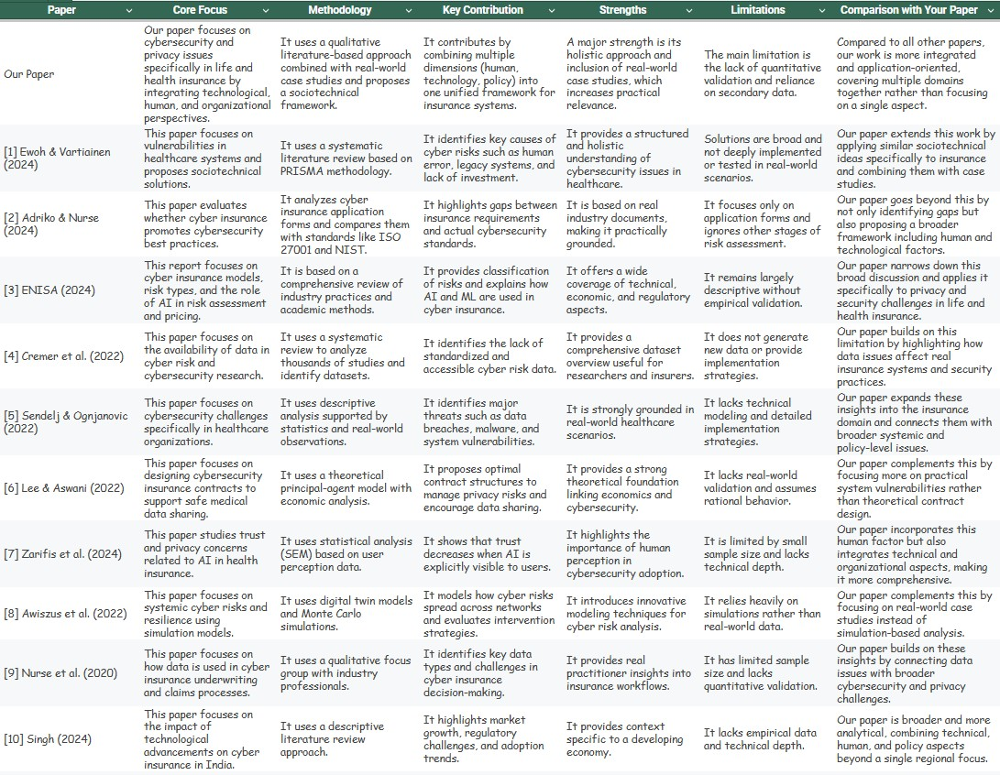 Paper Core Focus Methodology Key Contribution Strengths Limitations Comparison with Your Paper
Our Paper
Our paper focuses on
cybersecurity and
privacy issues
specifically in life and
health insurance by
integrating technological,
human, and organizational
perspectives.
It uses a qualitative
literature-based approach
combined with real-world
case studies and proposes
a sociotechnical
framework.
It contributes by
combining multiple
dimensions (human,
technology, policy) into
one unified framework for
insurance systems.
A major strength is its
holistic approach and
inclusion of real-world
case studies, which
increases practical
relevance.
The main limitation is
the lack of quantitative
validation and reliance
on secondary data.
Compared to all other papers,
our work is more integrated
and application-oriented,
covering multiple domains
together rather than focusing
on a single aspect.
[1] Ewoh & Vartiainen
(2024)
This paper focuses on
vulnerabilities in
healthcare systems and
proposes sociotechnical
solutions.
It uses a systematic
literature review based on
PRISMA methodology.
It identifies key causes of
cyber risks such as human
error, legacy systems, and
lack of investment.
It provides a structured
and holistic
understanding of
cybersecurity issues in
healthcare.
Solutions are broad and
not deeply implemented
or tested in real-world
scenarios.
Our paper extends this work by
applying similar sociotechnical
ideas specifically to insurance
and combining them with case
studies.
[2] Adriko & Nurse
(2024)
This paper evaluates
whether cyber insurance
promotes cybersecurity
best practices.
It analyzes cyber
insurance application
forms and compares them
with standards like ISO
27001 and NIST.
It highlights gaps between
insurance requirements
and actual cybersecurity
standards.
It is based on real
industry documents,
making it practically
grounded.
It focuses only on
application forms and
ignores other stages of
risk assessment.
Our paper goes beyond this by
not only identifying gaps but
also proposing a broader
framework including human and
technological factors.
[3] ENISA (2024)
This report focuses on
cyber insurance models,
risk types, and the role
of AI in risk assessment
and pricing.
It is based on a
comprehensive review of
industry practices and
academic methods.
It provides classification
of risks and explains how
AI and ML are used in
cyber insurance.
It offers a wide
coverage of technical,
economic, and regulatory
aspects.
It remains largely
descriptive without
empirical validation.
Our paper narrows down this
broad discussion and applies it
specifically to privacy and
security challenges in life and
health insurance.
[4] Cremer et al. (2022)
This paper focuses on
the availability of data in
cyber risk and
cybersecurity research.
It uses a systematic
review to analyze
thousands of studies and
identify datasets.
It identifies the lack of
standardized and
accessible cyber risk data.
It provides a
comprehensive dataset
overview useful for
researchers and insurers.
It does not generate
new data or provide
implementation
strategies.
Our paper builds on this
limitation by highlighting how
data issues affect real
insurance systems and security
practices.
[5] Sendelj & Ognjanovic
(2022)
This paper focuses on
cybersecurity challenges
specifically in healthcare
organizations.
It uses descriptive
analysis supported by
statistics and real-world
observations.
It identifies major
threats such as data
breaches, malware, and
system vulnerabilities.
It is strongly grounded in
real-world healthcare
scenarios.
It lacks technical
modeling and detailed
implementation
strategies.
Our paper expands these
insights into the insurance
domain and connects them with
broader systemic and
policy-level issues.
[6] Lee & Aswani (2022)
This paper focuses on
designing cybersecurity
insurance contracts to
support safe medical
data sharing.
It uses a theoretical
principal-agent model with
economic analysis.
It proposes optimal
contract structures to
manage privacy risks and
encourage data sharing.
It provides a strong
theoretical foundation
linking economics and
cybersecurity.
It lacks real-world
validation and assumes
rational behavior.
Our paper complements this by
focusing more on practical
system vulnerabilities rather
than theoretical contract
design.
[7] Zarifis et al. (2024)
This paper studies trust
and privacy concerns
related to AI in health
insurance.
It uses statistical analysis
(SEM) based on user
perception data.
It shows that trust
decreases when AI is
explicitly visible to users.
It highlights the
importance of human
perception in
cybersecurity adoption.
It is limited by small
sample size and lacks
technical depth.
Our paper incorporates this
human factor but also
integrates technical and
organizational aspects, making
it more comprehensive.
[8] Awiszus et al. (2022)
This paper focuses on
systemic cyber risks and
resilience using
simulation models.
It uses digital twin models
and Monte Carlo
simulations.
It models how cyber risks
spread across networks
and evaluates intervention
strategies.
It introduces innovative
modeling techniques for
cyber risk analysis.
It relies heavily on
simulations rather than
real-world data.
Our paper complements this by
focusing on real-world case
studies instead of
simulation-based analysis.
[9] Nurse et al. (2020)
This paper focuses on
how data is used in cyber
insurance underwriting
and claims processes.
It uses a qualitative focus
group with industry
professionals.
It identifies key data
types and challenges in
cyber insurance
decision-making.
It provides real
practitioner insights into
insurance workflows.
It has limited sample
size and lacks
quantitative validation.
Our paper builds on these
insights by connecting data
issues with broader
cybersecurity and privacy
challenges.
[10] Singh (2024)
This paper focuses on
the impact of
technological
advancements on cyber
insurance in India.
It uses a descriptive
literature review
approach.
It highlights market
growth, regulatory
challenges, and adoption
trends.
It provides context
specific to a developing
economy.
It lacks empirical data
and technical depth.
Our paper is broader and more
analytical, combining technical,
human, and policy aspects
beyond a single regional focus.